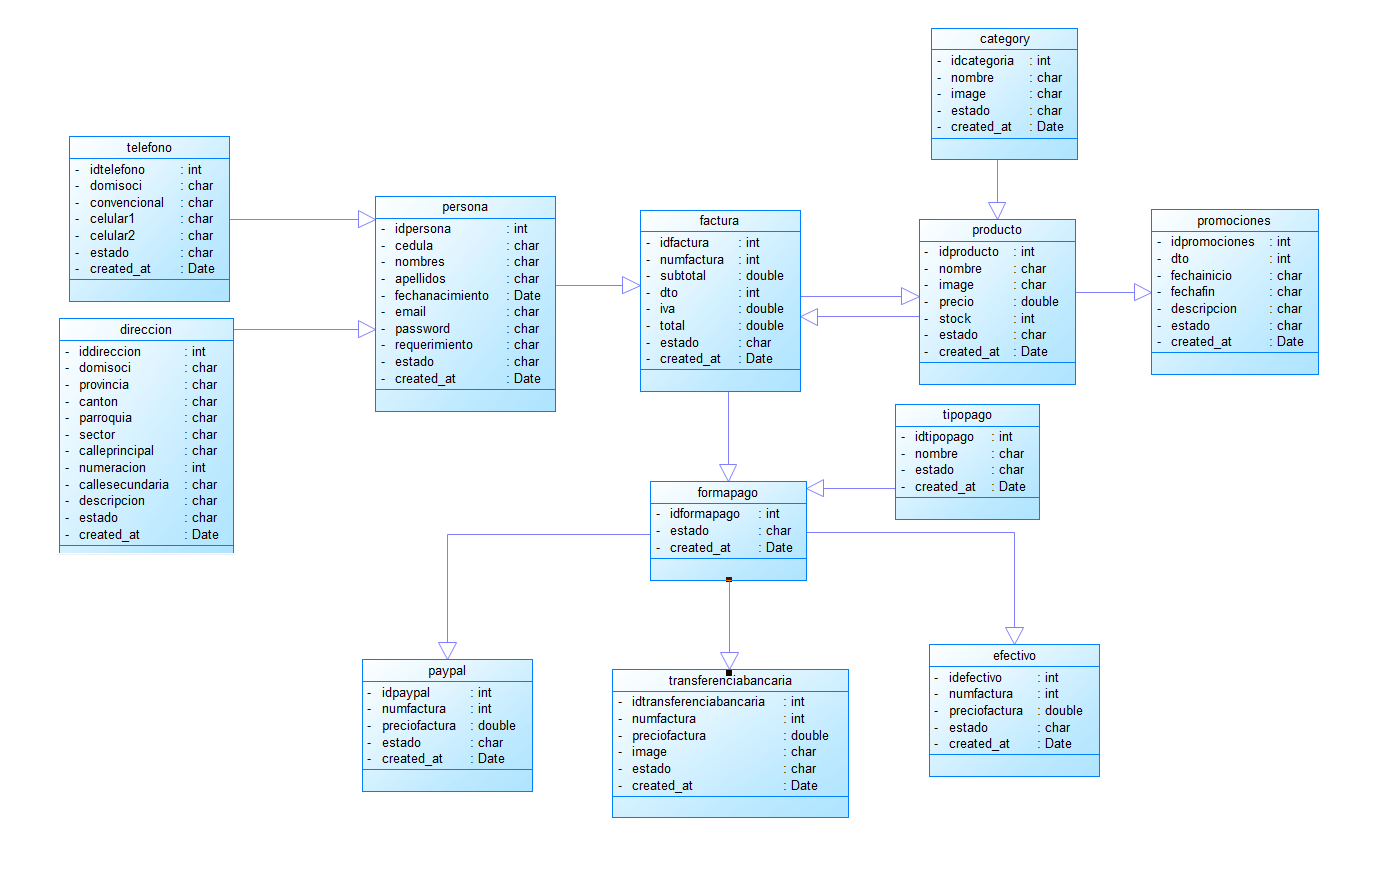 category
- idcategoria : int
- nombre : char
- image : char
- estado : char
- created_at : Date
telefono
- idtelefono : int
- domisoci : char
- convencional : char
- celular1 : char
- celular2 : char
- estado : char
- created_at : Date
persona
- idpersona : int
- cedula : char
- nombres : char
- apellidos : char
- fechanacimiento : Date
- email : char
- password : char
- requerimiento : char
- estado : char
- created_at : Date
factura
- idfactura : int
- numfactura : int
- subtotal : double
- dto : int
- iva : double
- total : double
- estado : char
- created_at : Date
producto
- idproducto : int
- nombre : char
- image : char
- precio : double
- stock : int
- estado : char
- created_at : Date
promociones
- idpromociones : int
- dto : int
- fechainicio : char
- fechafin : char
- descripcion : char
- estado : char
- created_at : Date
direccion
- iddireccion : int
- domisoci : char
- provincia : char
- canton : char
- parroquia : char
- sector : char
- calleprincipal : char
- numeracion : int
- callesecundaria : char
- descripcion : char
- estado : char
- created_at : Date
tipopago
- idtipopago : int
- nombre : char
- estado : char
- created_at : Date
formapago
- idformapago : int
- estado : char
- created_at : Date
paypal
- idpaypal : int
- numfactura : int
- preciofactura : double
- estado : char
- created_at : Date
transferenciabancaria
- idtransferenciabancaria : int
- numfactura : int
- preciofactura : double
- image : char
- estado : char
- created_at : Date
efectivo
- idefectivo : int
- numfactura : int
- preciofactura : double
- estado : char
- created_at : Date